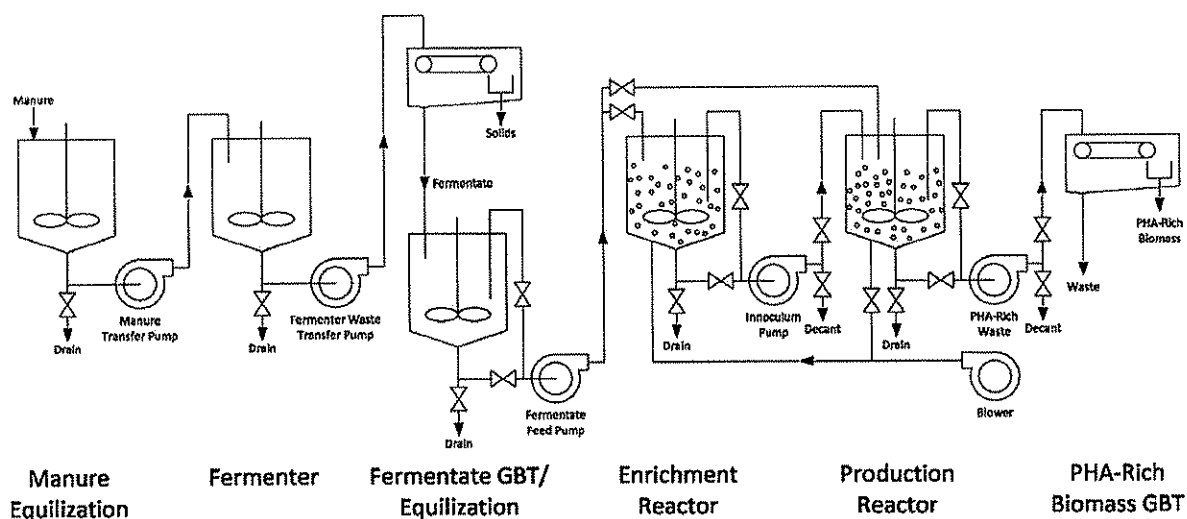 Manure
Drain
Manure
Transfer Pump
Drain
Fermenter Waste
Transfer Pump
Solids
Fermentate
Drain
Fermentate
Feed Pump
Drain
Innoculum
Pump
Decant
Drain
PHA-Rich
Waste
Decant
Blower
Waste
PHA-Rich
Biomass
Manure
Equilization
Fermenter
Fermentate GBT/
Equilization
Enrichment
Reactor
Production
Reactor
PHA-Rich
Biomass GBT